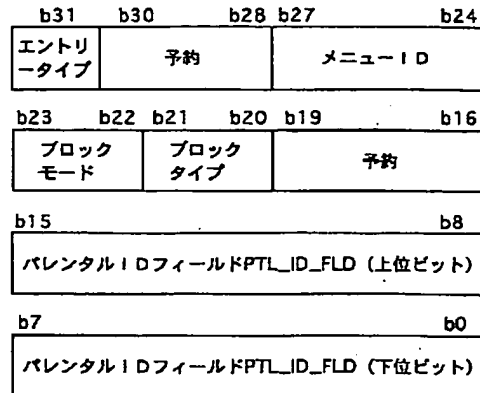 b31 b30 b28 b27 b24
エントリ
ータイプ
予約
メニューID
b23 b22 b21 b20 b19 b16
ブロック
モード
ブロック
タイプ
予約
b15 b8
パレンタルIDフィールドPTL_ID_FLD（上位ビット）
b7 b0
パレンタルIDフィールドPTL_ID_FLD（下位ビット）